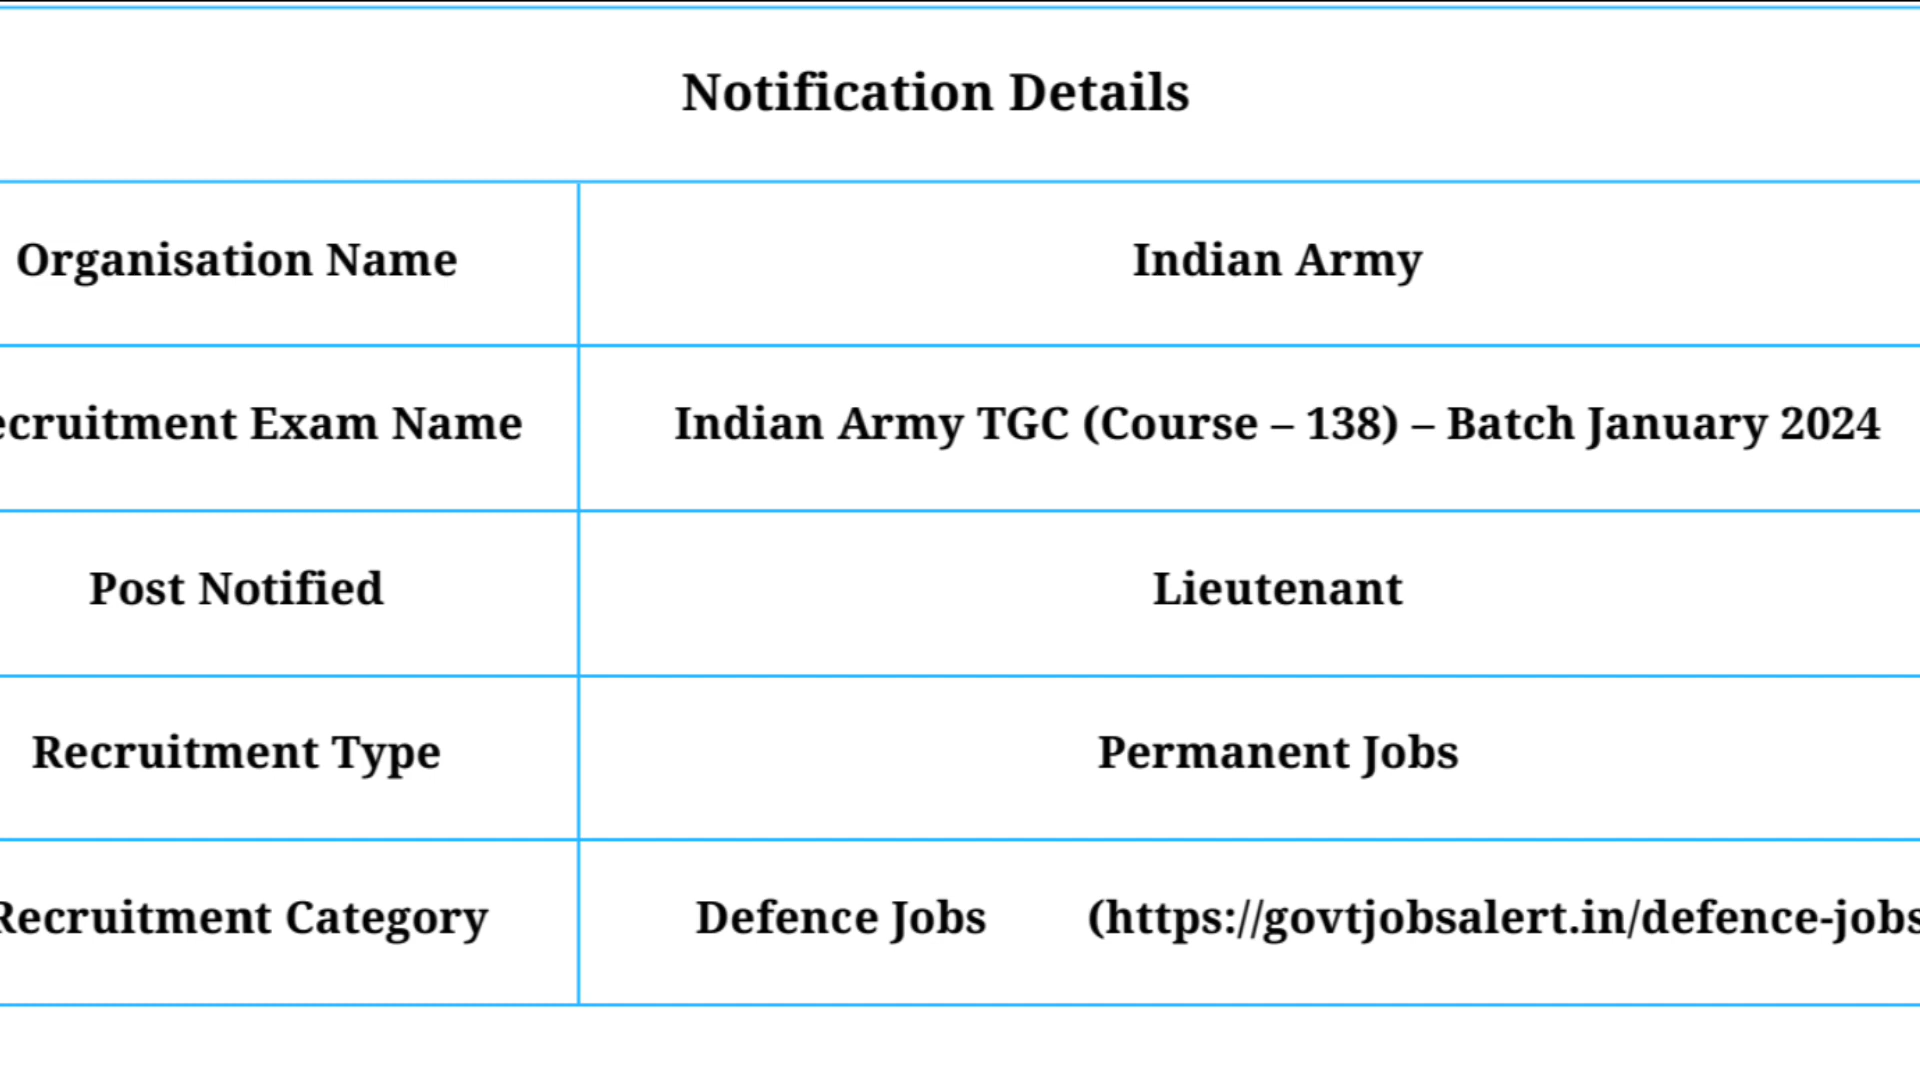 Notification Details
Organisation Name Indian Army
ecruitment Exam Name Indian Army TGC (Course – 138) – Batch January 2024
Post Notified Lieutenant
Recruitment Type Permanent Jobs
Recruitment Category Defence Jobs (https://govtjobsalert.in/defence-jobs